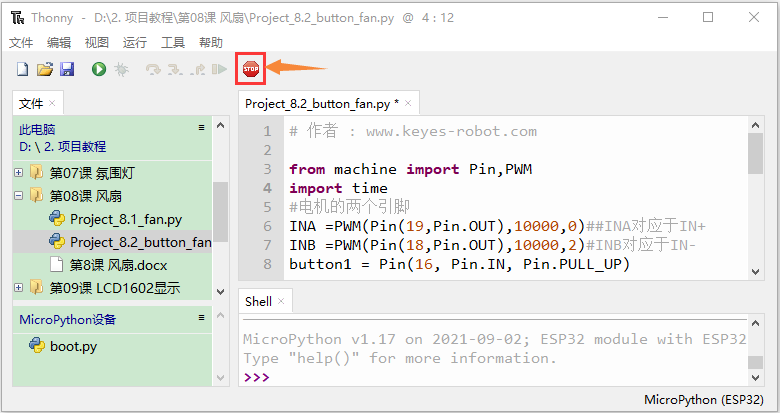 Thonny - D:\2. 项目教程\第08课 风扇\Project_8.2_button_fan.py @ 4 : 12
文件 编辑 视图 运行 工具 帮助
STOP
文件
此电脑
D: \ 2. 项目教程
第07课 氛围灯
第08课 风扇
Project_8.1_fan.py
Project_8.2_button_fan
第8课 风扇.docx
第09课 LCD1602显示
MicroPython设备
boot.py
Project_8.2_button_fan.py *
1 # 作者 : www.keyes-robot.com
2
3 from machine import Pin,PWM
4 import time
5 #电机的两个引脚
6 INA =PWM(Pin(19,Pin.OUT),10000,0)##INA对应于IN+
7 INB =PWM(Pin(18,Pin.OUT),10000,2)#INB对应于IN-
8 button1 = Pin(16, Pin.IN, Pin.PULL_UP)
Shell
MicroPython v1.17 on 2021-09-02; ESP32 module with ESP32
Type "help()" for more information.
>>>
MicroPython (ESP32)